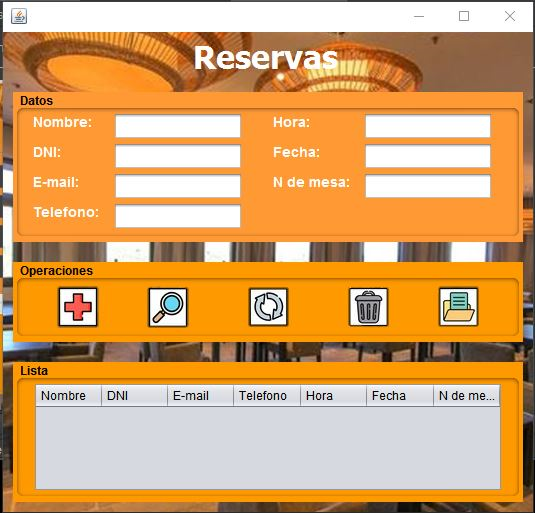 Reservas
Datos
Nombre: Hora:
DNI: Fecha:
E-mail: N de mesa:
Telefono:
Operaciones
Lista
Nombre DNI E-mail Telefono Hora Fecha N de me...